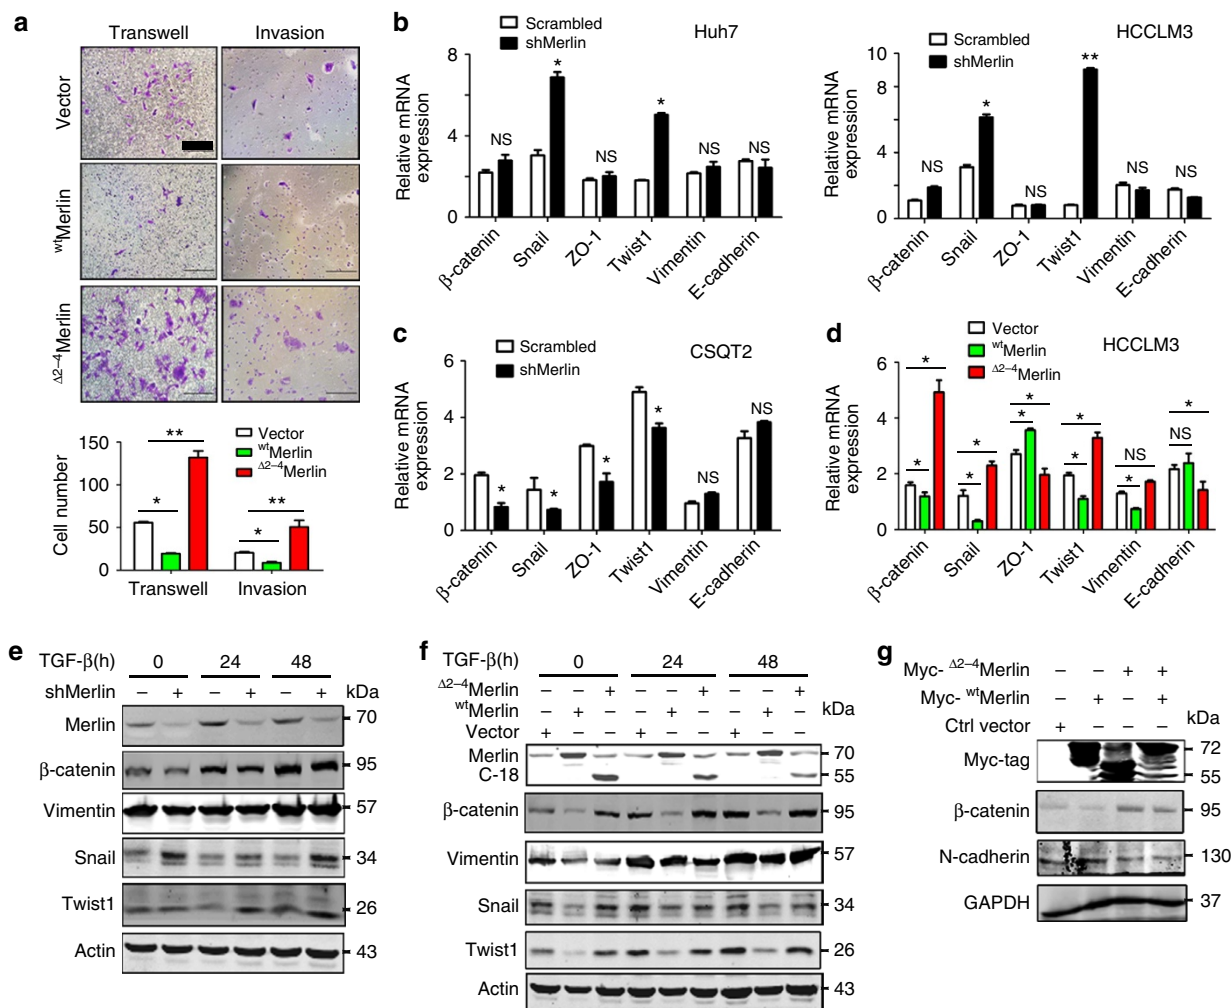 a
Transwell Invasion
Vector
wtMerlin
Δ2–4Merlin
Vector
wtMerlin
Δ2–4Merlin
Cell number
150
100
50
0
** * ** *
Transwell Invasion
b
Scrambled
shMerlin
Huh7
Relative mRNA
expression
8
4
0
NS * NS * NS NS
β-catenin Snail ZO-1 Twist1 Vimentin E-cadherin
Scrambled
shMerlin
HCCLM3
Relative mRNA
expression
10
8
4
2
0
NS * NS ** NS NS
β-catenin Snail ZO-1 Twist1 Vimentin E-cadherin
c
Scrambled
shMerlin
CSQT2
Relative mRNA
expression
6
4
2
0
* * * * NS NS
β-catenin Snail ZO-1 Twist1 Vimentin E-cadherin
d
Vector
wtMerlin
Δ2–4Merlin
HCCLM3
Relative mRNA
expression
6
4
2
0
* * * * * * * * NS * * NS
β-catenin Snail ZO-1 Twist1 Vimentin E-cadherin
e
TGF-β(h) 0 24 48
shMerlin – + – + – + kDa
Merlin 70
β-catenin 95
Vimentin 57
Snail 34
Twist1 26
Actin 43
f
TGF-β(h) 0 24 48
Δ2–4Merlin – – + – – + – – +
wtMerlin – + – – + – – + – kDa
Vector + – – + – – + – –
Merlin 70
C-18 55
β-catenin 95
Vimentin 57
Snail 34
Twist1 26
Actin 43
g
Myc- Δ2–4Merlin – – + +
Myc- wtMerlin – + – +
Ctrl vector + – – – kDa
Myc-tag 72
55
β-catenin 95
N-cadherin 130
GAPDH 37